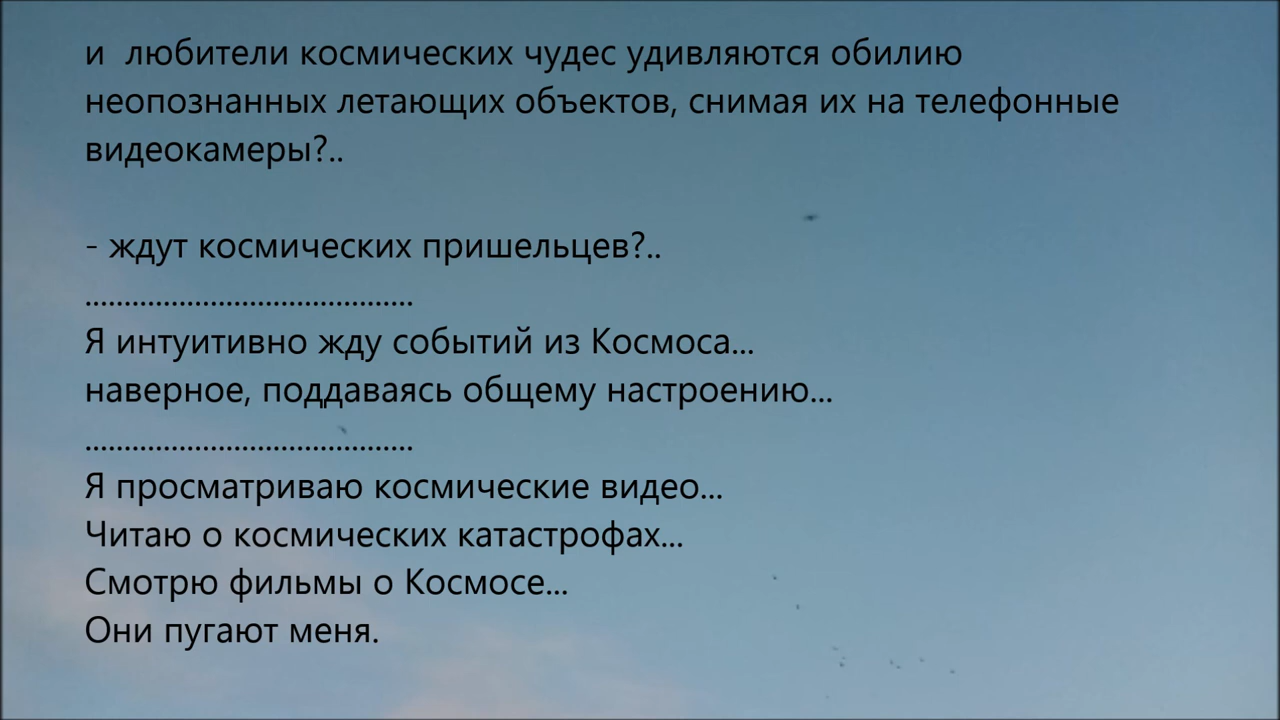 и  любители космических чудес удивляются обилию
неопознанных летающих объектов, снимая их на телефонные
видеокамеры?..
- ждут космических пришельцев?..
..........................................
Я интуитивно жду событий из Космоса...
наверное, поддаваясь общему настроению...
..........................................
Я просматриваю космические видео...
Читаю о космических катастрофах...
Смотрю фильмы о Космосе...
Они пугают меня.